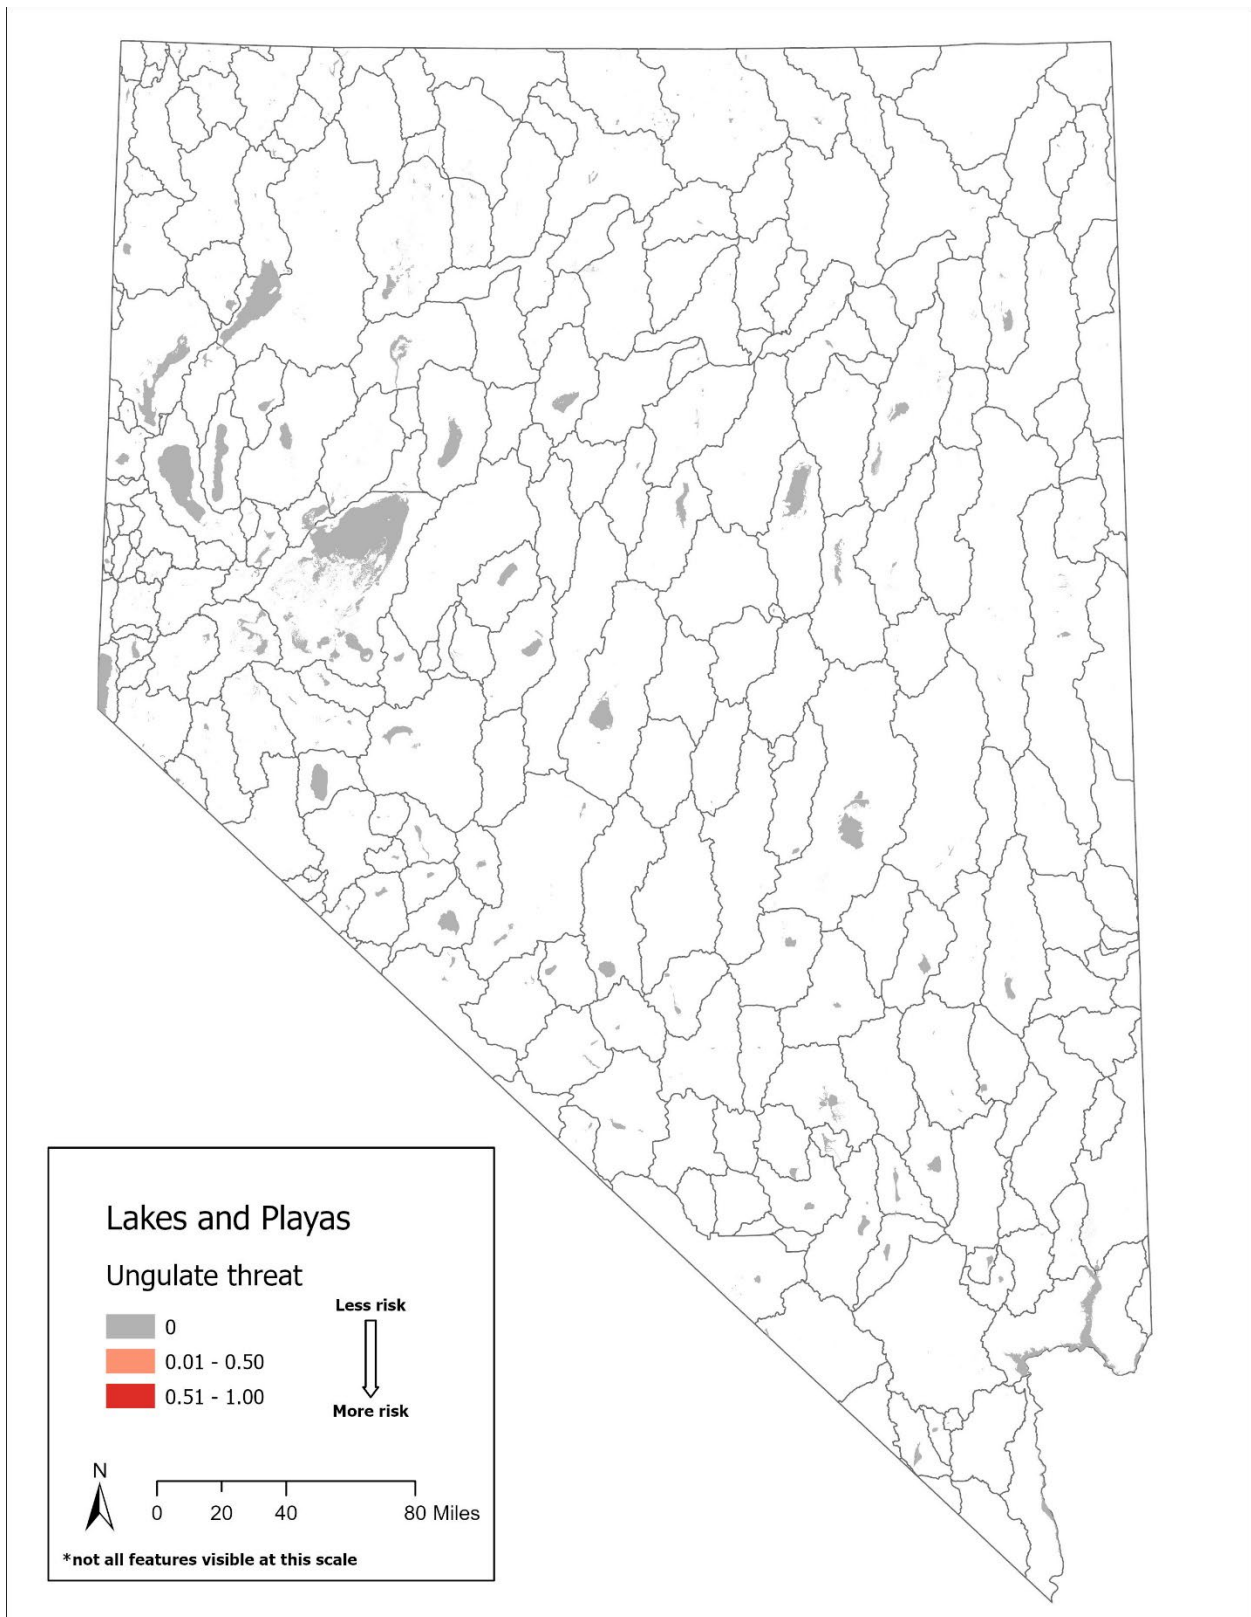 Lakes and Playas
Ungulate threat
0
0.01 - 0.50
0.51 - 1.00
Less risk
More risk
N
0 20 40 80 Miles
*not all features visible at this scale